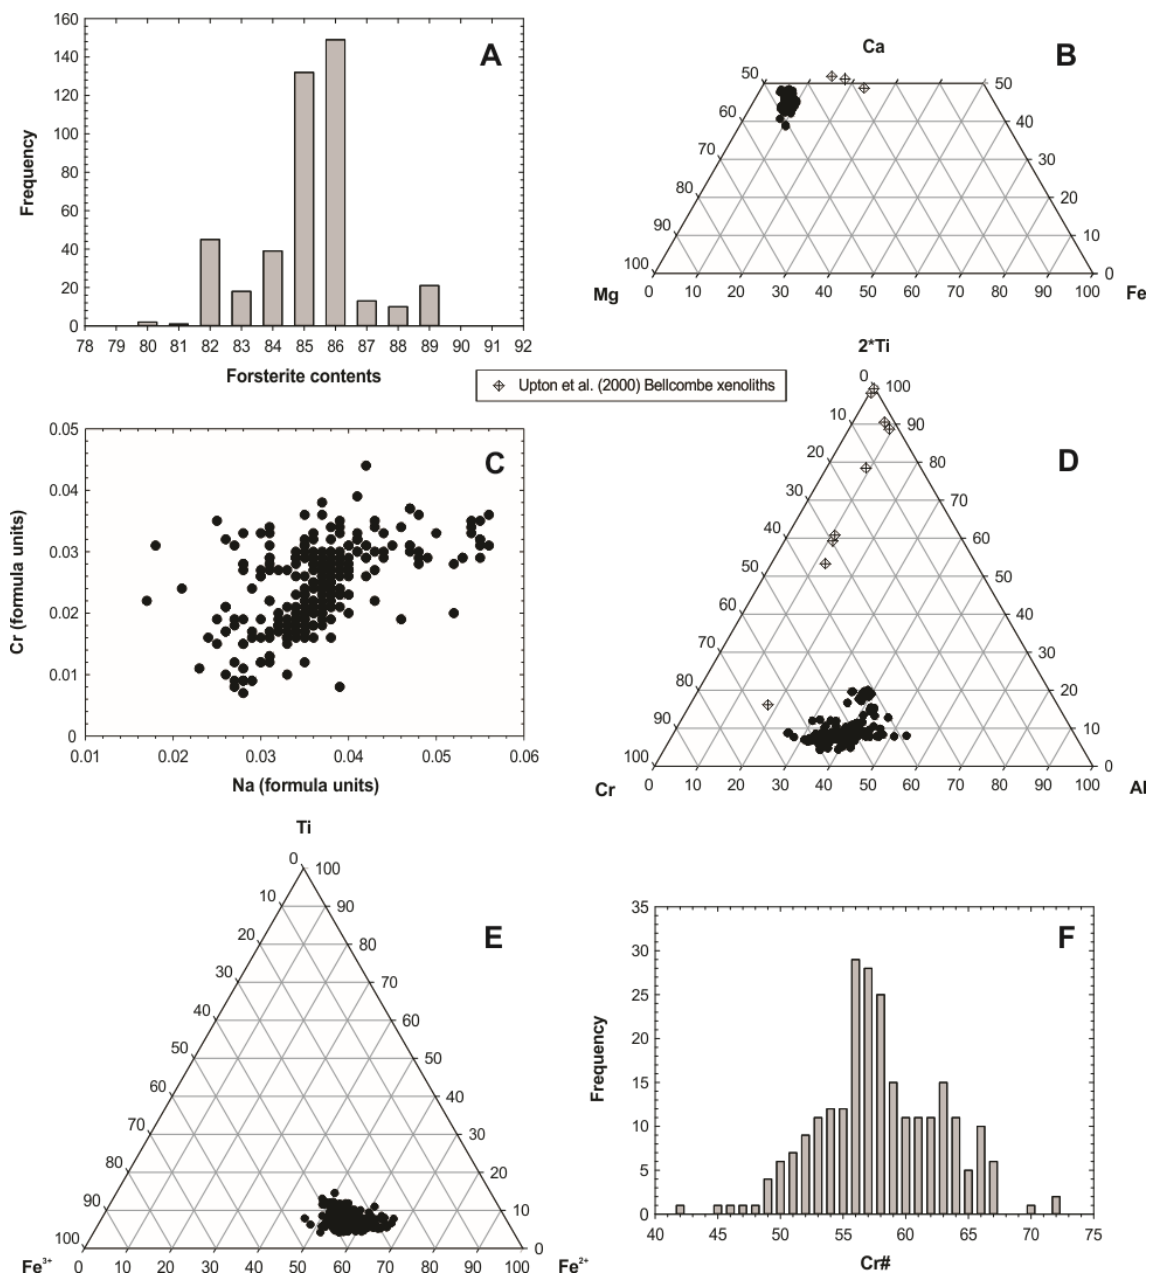 A
160
140
120
100
80
60
40
20
0
78 79 80 81 82 83 84 85 86 87 88 89 90 91 92
Frequency
Forsterite contents
B
Ca
50 50
60 40
70 30
80 20
90 10
100 0
Mg 0 10 20 30 40 50 60 70 80 90 100 Fe
Upton et al. (2000) Bellcombe xenoliths
C
0.05
0.04
0.03
0.02
0.01
0
0.01 0.02 0.03 0.04 0.05 0.06
Cr (formula units)
Na (formula units)
D
2*Ti
0 100
10 90
20 80
30 70
40 60
50 50
60 40
70 30
80 20
90 10
100 0
Cr 0 10 20 30 40 50 60 70 80 90 100 Al
E
Ti
0 100
10 90
20 80
30 70
40 60
50 50
60 40
70 30
80 20
90 10
100 0
Fe³⁺ 0 10 20 30 40 50 60 70 80 90 100 Fe²⁺
F
35
30
25
20
15
10
5
0
40 45 50 55 60 65 70 75
Frequency
Cr#